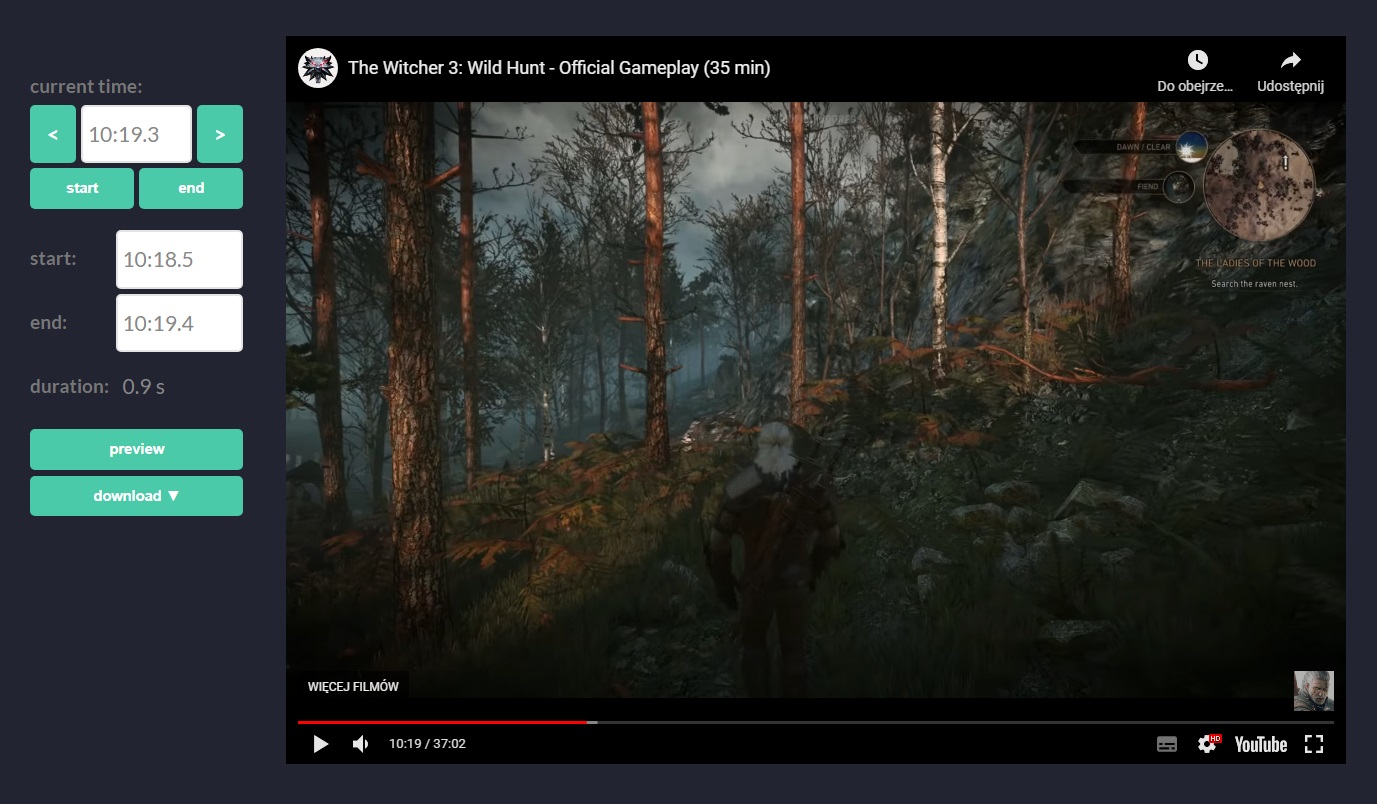 current time:
< 10:19.3 >
start end
start: 10:18.5
end: 10:19.4
duration: 0.9 s
preview
download ▼
The Witcher 3: Wild Hunt - Official Gameplay (35 min)
Do obejrze...
Udostępnij
DAWN / CLEAR
FIEND
THE LADIES OF THE WOOD
Search the raven nest.
WIĘCEJ FILMÓW
10:19 / 37:02
HD
YouTube